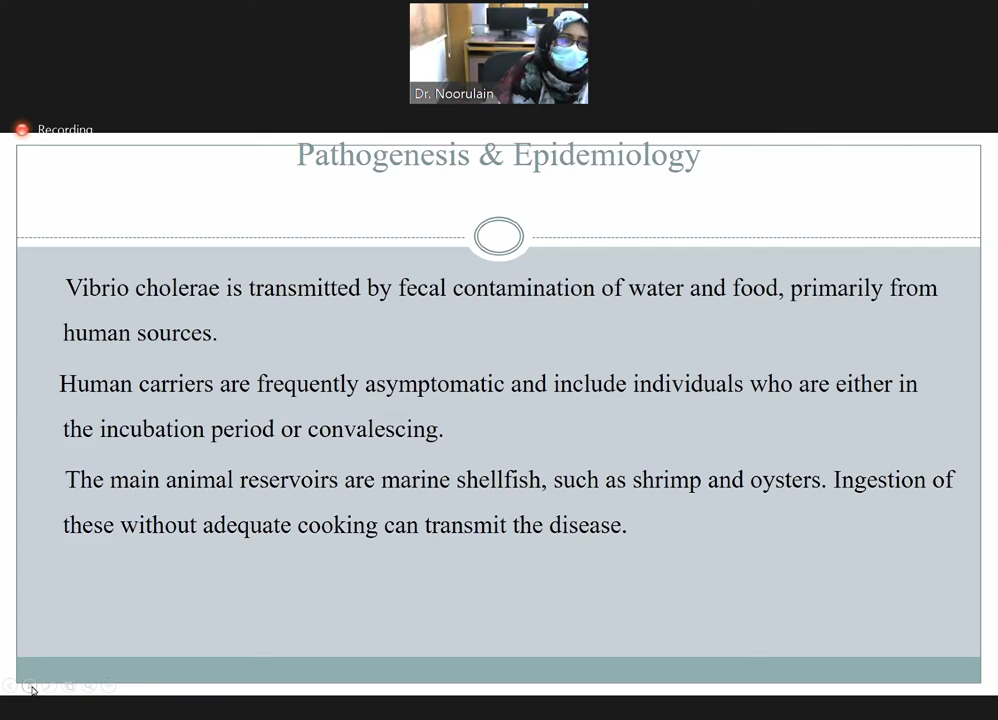 Dr. Noorulain
Recording
Pathogenesis & Epidemiology
Vibrio cholerae is transmitted by fecal contamination of water and food, primarily from
human sources.
Human carriers are frequently asymptomatic and include individuals who are either in
the incubation period or convalescing.
The main animal reservoirs are marine shellfish, such as shrimp and oysters. Ingestion of
these without adequate cooking can transmit the disease.